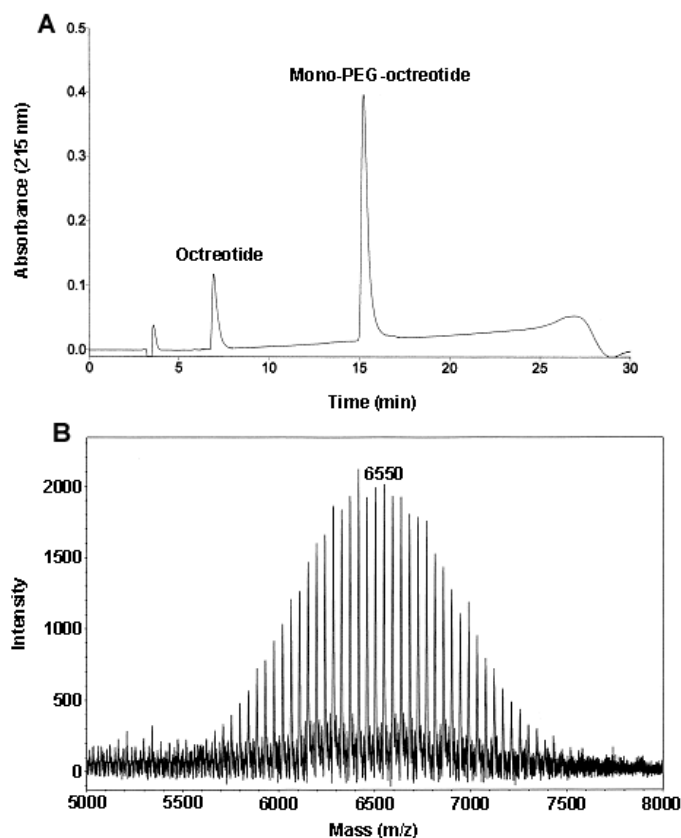 A
0.5
Mono-PEG-octreotide
0.4
0.3
Absorbance (215 nm)
0.2
Octreotide
0.1
0.0
0 5 10 15 20 25 30
Time (min)
B
6550
2000
1500
Intensity
1000
500
0
5000 5500 6000 6500 7000 7500 8000
Mass (m/z)